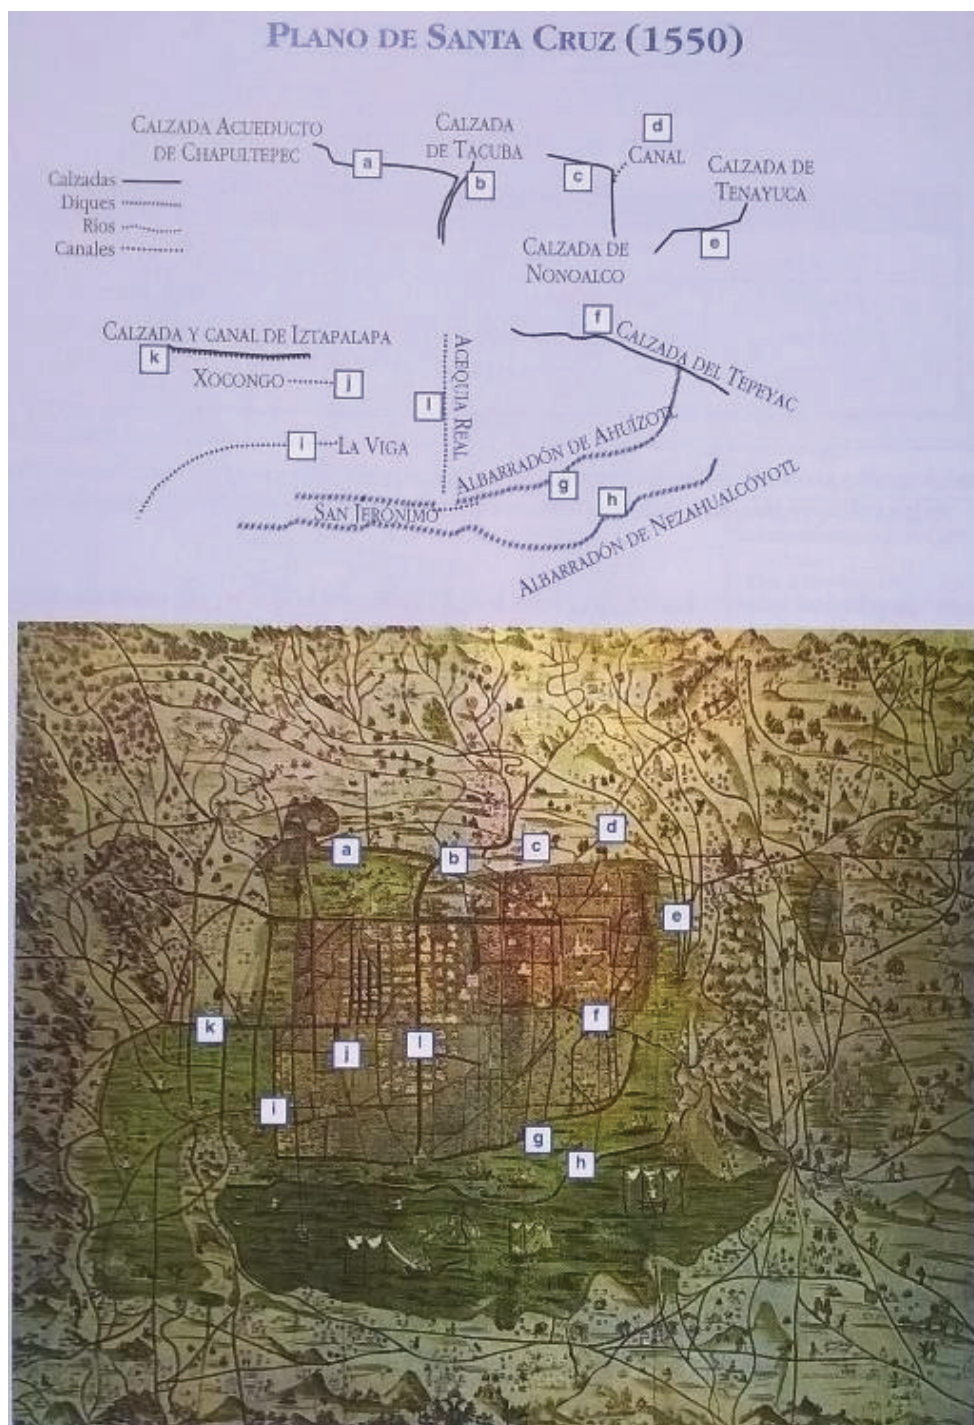 PLANO DE SANTA CRUZ (1550)
CALZADA ACUEDUCTO
DE CHAPULTEPEC
a
CALZADA
DE TACUBA
b
c
d
CANAL
CALZADA DE
TENAYUCA
e
Calzadas
Diques
Ríos
Canales
CALZADA DE
NONOALCO
f
CALZADA DEL TEPEYAC
CALZADA Y CANAL DE IZTAPALAPA
k
XOCONGO
j
l
ACEQUIA REAL
i
LA VIGA
ALBARRADÓN DE AHUÍZOTL
g
h
SAN JERÓNIMO
ALBARRADÓN DE NEZAHUALCÓYOTL
a
b
c
d
e
f
k
j
l
i
g
h